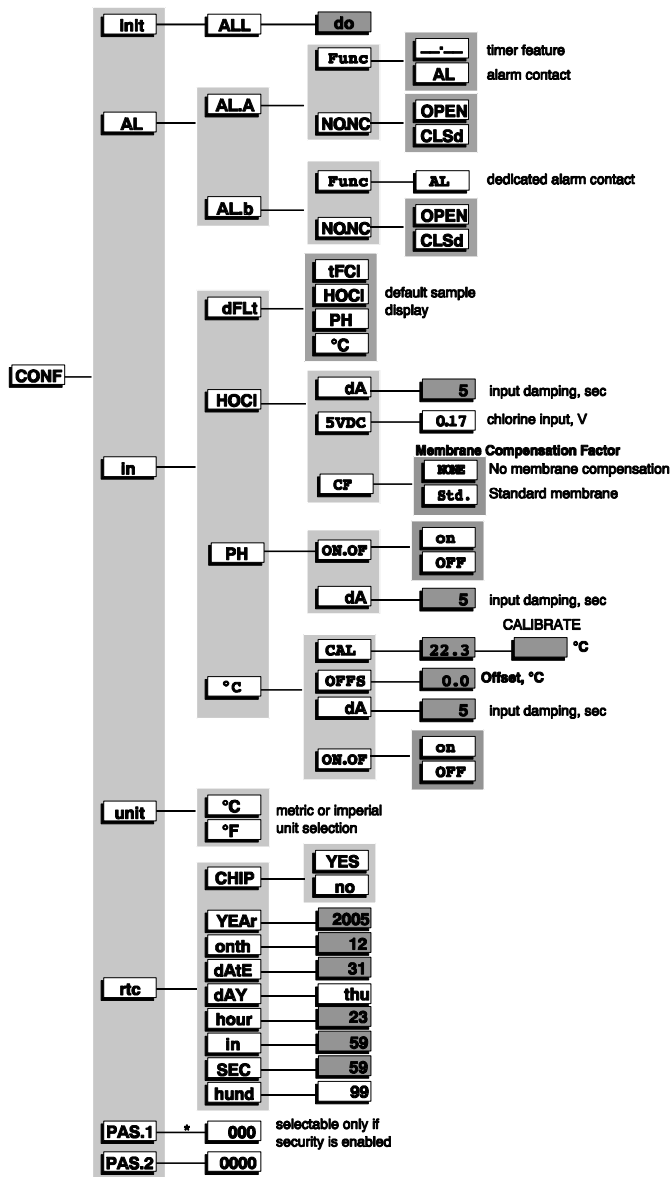 init ALL do
Func __.__ timer feature
AL alarm contact
AL AL.A
NO.NC OPEN
CLSd
Func AL dedicated alarm contact
AL.b
NO.NC OPEN
CLSd
tFCl
HOCl
PH
°C
dFLt default sample
display
CONF
HOCl dA 5 input damping, sec
5VDC 0.17 chlorine input, V
Membrane Compensation Factor
in CF NONE No membrane compensation
Std. Standard membrane
PH ON.OF on
OFF
dA 5 input damping, sec
CALIBRATE
CAL 22.3 °C
°C OFFS 0.0 Offset, °C
dA 5 input damping, sec
ON.OF on
OFF
unit °C metric or imperial
°F unit selection
CHIP YES
no
YEAr 2005
onth 12
dAtE 31
rtc dAY thu
hour 23
in 59
SEC 59
hund 99
PAS.1 * 000 selectable only if
security is enabled
PAS.2 0000